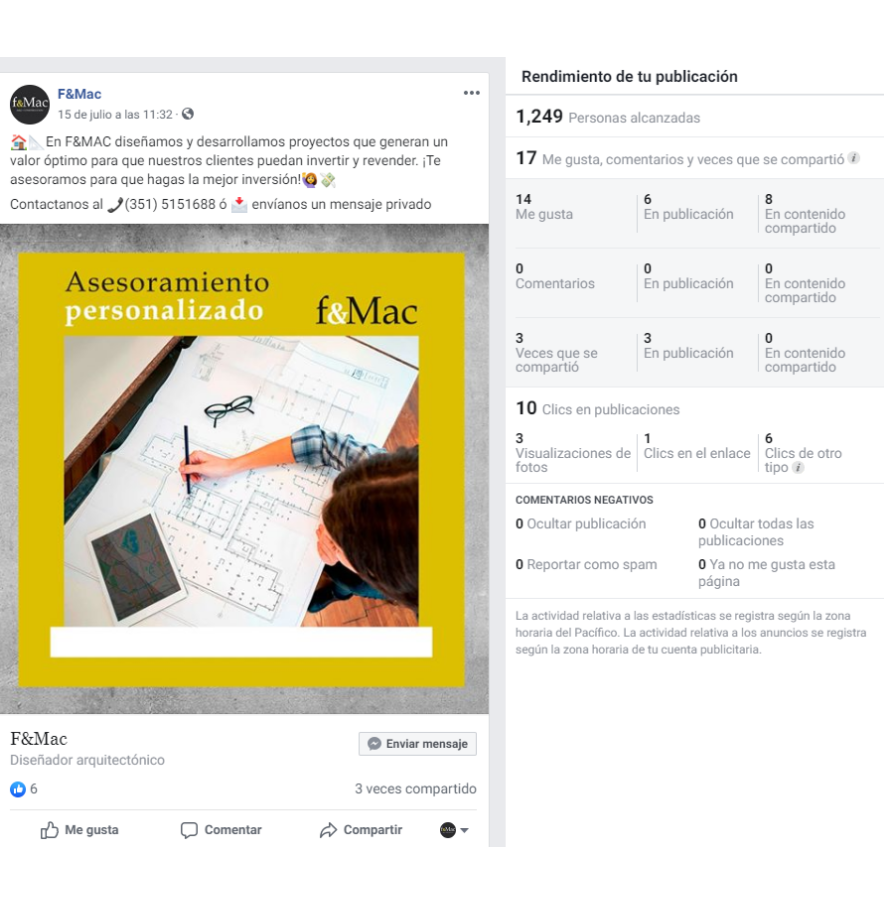 F&Mac
15 de julio a las 11:32 ·
En F&MAC diseñamos y desarrollamos proyectos que generan un
valor óptimo para que nuestros clientes puedan invertir y revender. ¡Te
asesoramos para que hagas la mejor inversión!
Contactanos al (351) 5151688 ó envíanos un mensaje privado
f&Mac
Asesoramiento
personalizado
f&Mac
F&Mac
Diseñador arquitectónico
Enviar mensaje
6
3 veces compartido
Me gusta
Comentar
Compartir
Rendimiento de tu publicación
1,249 Personas alcanzadas
17 Me gusta, comentarios y veces que se compartió
14
Me gusta
6
En publicación
8
En contenido
compartido
0
Comentarios
0
En publicación
0
En contenido
compartido
3
Veces que se
compartió
3
En publicación
0
En contenido
compartido
10 Clics en publicaciones
3
Visualizaciones de
fotos
1
Clics en el enlace
6
Clics de otro
tipo
COMENTARIOS NEGATIVOS
0 Ocultar publicación
0 Ocultar todas las
publicaciones
0 Reportar como spam
0 Ya no me gusta esta
página
La actividad relativa a las estadísticas se registra según la zona
horaria del Pacífico. La actividad relativa a los anuncios se registra
según la zona horaria de tu cuenta publicitaria.